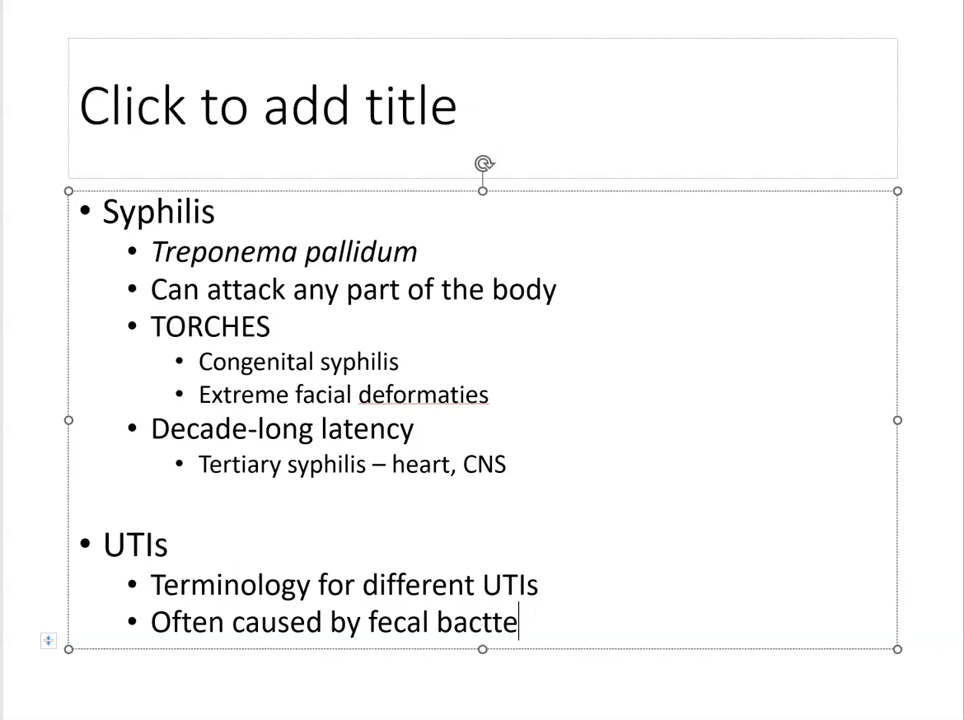 Click to add title
• Syphilis
• Treponema pallidum
• Can attack any part of the body
• TORCHES
• Congenital syphilis
• Extreme facial deformaties
• Decade-long latency
• Tertiary syphilis – heart, CNS
• UTIs
• Terminology for different UTIs
• Often caused by fecal bactte